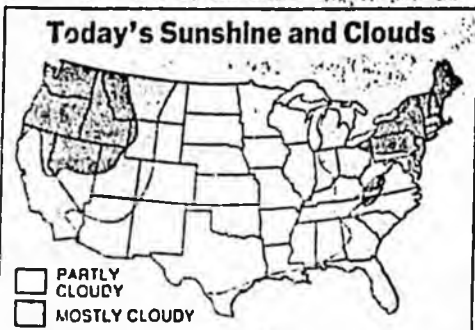 Today's Sunshine and Clouds
PARTLY
CLOUDY
MOSTLY CLOUDY